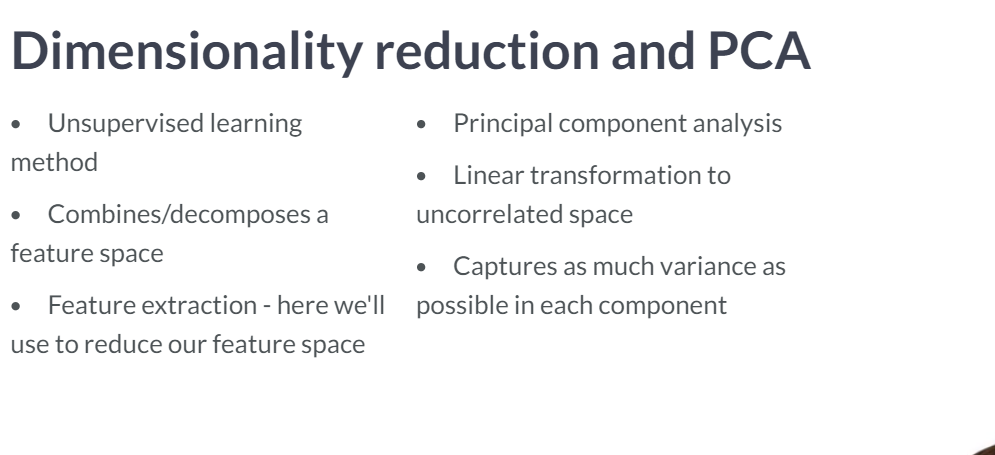 Dimensionality reduction and PCA
• Unsupervised learning
method
• Combines/decomposes a
feature space
• Feature extraction - here we'll
use to reduce our feature space
• Principal component analysis
• Linear transformation to
uncorrelated space
• Captures as much variance as
possible in each component